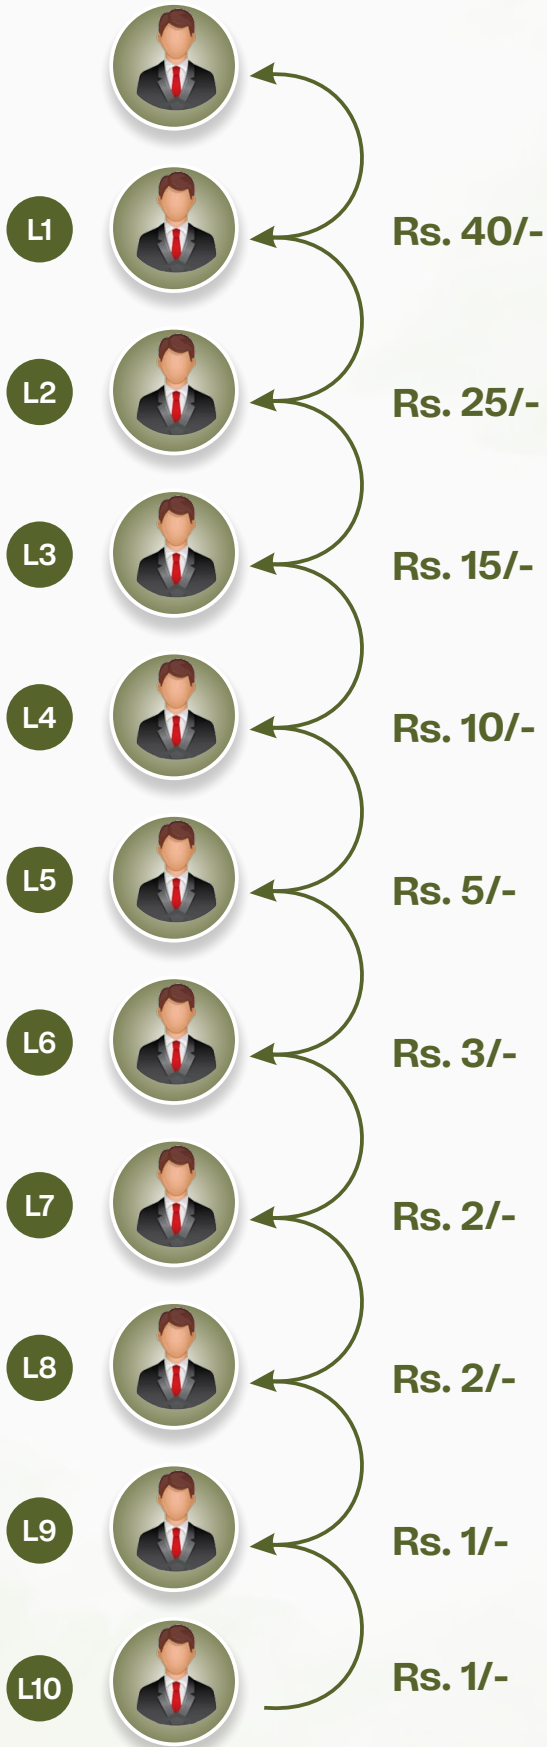 L1
Rs. 40/-
L2
Rs. 25/-
L3
Rs. 15/-
L4
Rs. 10/-
L5
Rs. 5/-
L6
Rs. 3/-
L7
Rs. 2/-
L8
Rs. 2/-
L9
Rs. 1/-
L10
Rs. 1/-